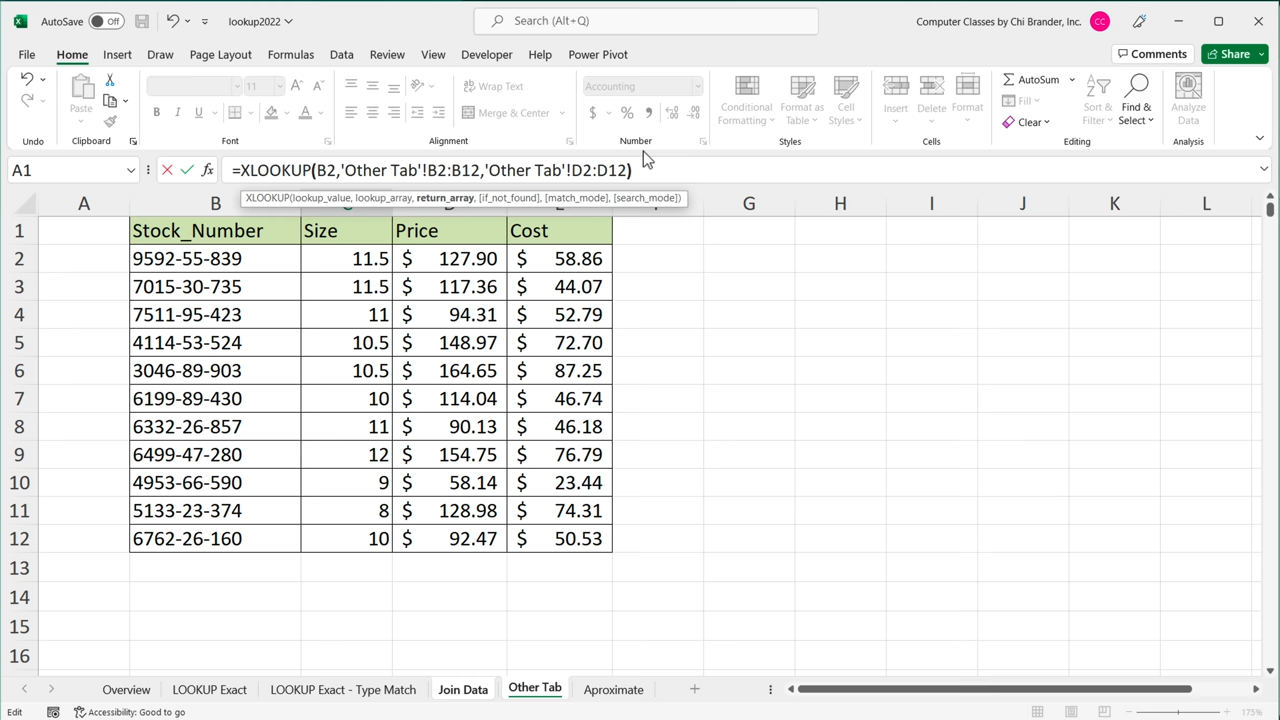 AutoSave Off lookup2022 Search (Alt+Q) Computer Classes by Chi Brander, Inc. CC
File Home Insert Draw Page Layout Formulas Data Review View Developer Help Power Pivot Comments Share
Paste 11 Wrap Text Accounting Conditional Format as Cell Insert Delete Format AutoSum Sort & Find & Analyze
Formatting Table Styles Fill Filter Select Data
B I U Merge & Center $ % Clear
Undo Clipboard Font Alignment Number Styles Cells Editing Analysis
A1 fx =XLOOKUP(B2,'Other Tab'!B2:B12,'Other Tab'!D2:D12)
XLOOKUP(lookup_value, lookup_array, return_array, [if_not_found], [match_mode], [search_mode])
A B G H I J K L
1 Stock_Number Size Price Cost
2 9592-55-839 11.5 $ 127.90 $ 58.86
3 7015-30-735 11.5 $ 117.36 $ 44.07
4 7511-95-423 11 $ 94.31 $ 52.79
5 4114-53-524 10.5 $ 148.97 $ 72.70
6 3046-89-903 10.5 $ 164.65 $ 87.25
7 6199-89-430 10 $ 114.04 $ 46.74
8 6332-26-857 11 $ 90.13 $ 46.18
9 6499-47-280 12 $ 154.75 $ 76.79
10 4953-66-590 9 $ 58.14 $ 23.44
11 5133-23-374 8 $ 128.98 $ 74.31
12 6762-26-160 10 $ 92.47 $ 50.53
13
14
15
16
Overview LOOKUP Exact LOOKUP Exact - Type Match Join Data Other Tab Approximate
Edit Accessibility: Good to go 175%